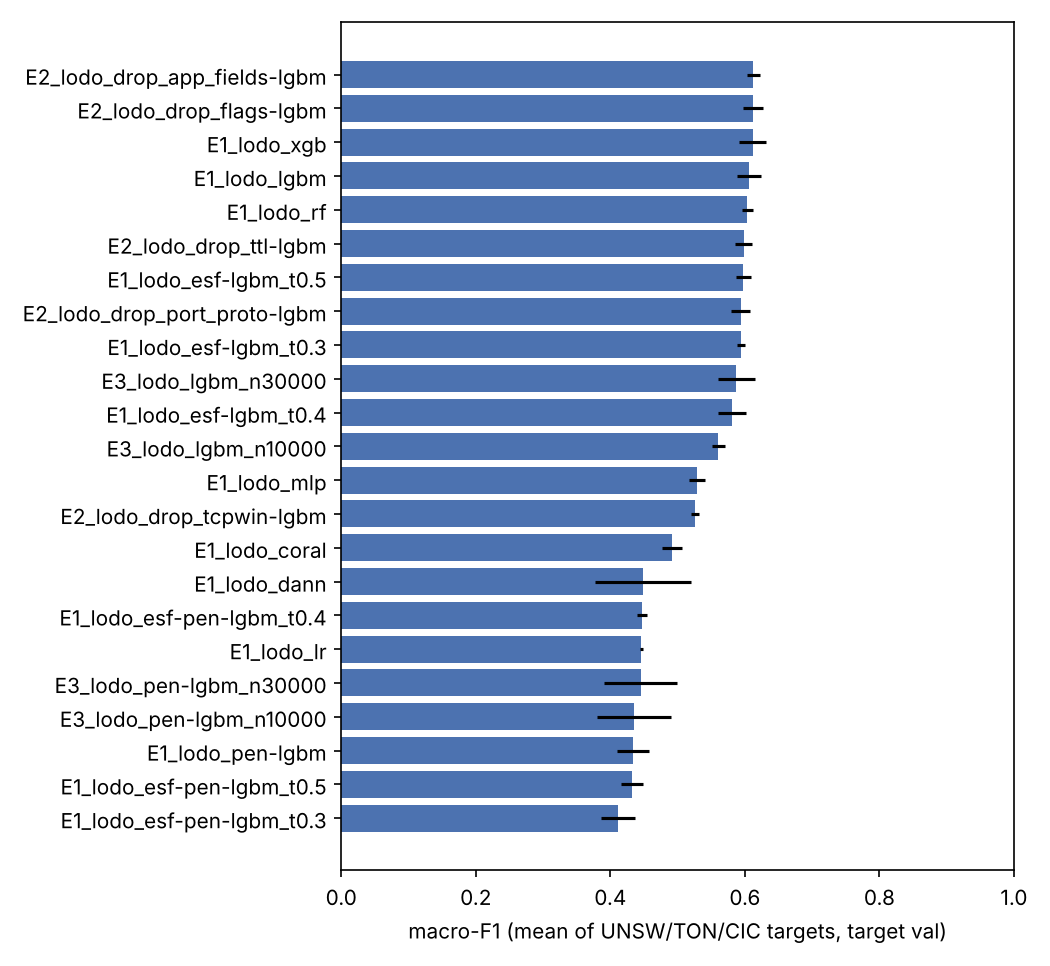 E2_lodo_drop_app_fields-lgbm
E2_lodo_drop_flags-lgbm
E1_lodo_xgb
E1_lodo_lgbm
E1_lodo_rf
E2_lodo_drop_ttl-lgbm
E1_lodo_esf-lgbm_t0.5
E2_lodo_drop_port_proto-lgbm
E1_lodo_esf-lgbm_t0.3
E3_lodo_lgbm_n30000
E1_lodo_esf-lgbm_t0.4
E3_lodo_lgbm_n10000
E1_lodo_mlp
E2_lodo_drop_tcpwin-lgbm
E1_lodo_coral
E1_lodo_dann
E1_lodo_esf-pen-lgbm_t0.4
E1_lodo_lr
E3_lodo_pen-lgbm_n30000
E3_lodo_pen-lgbm_n10000
E1_lodo_pen-lgbm
E1_lodo_esf-pen-lgbm_t0.5
E1_lodo_esf-pen-lgbm_t0.3
0.0 0.2 0.4 0.6 0.8 1.0
macro-F1 (mean of UNSW/TON/CIC targets, target val)